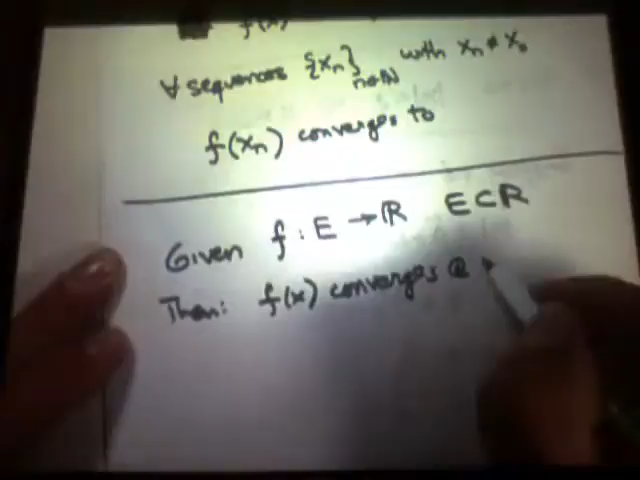 f(x)
∀ sequences {xn}n∈ℕ with xn ≠ x₀
f(xn) converges to
Given f : E → ℝ E ⊂ ℝ
Then: f(x) converges @